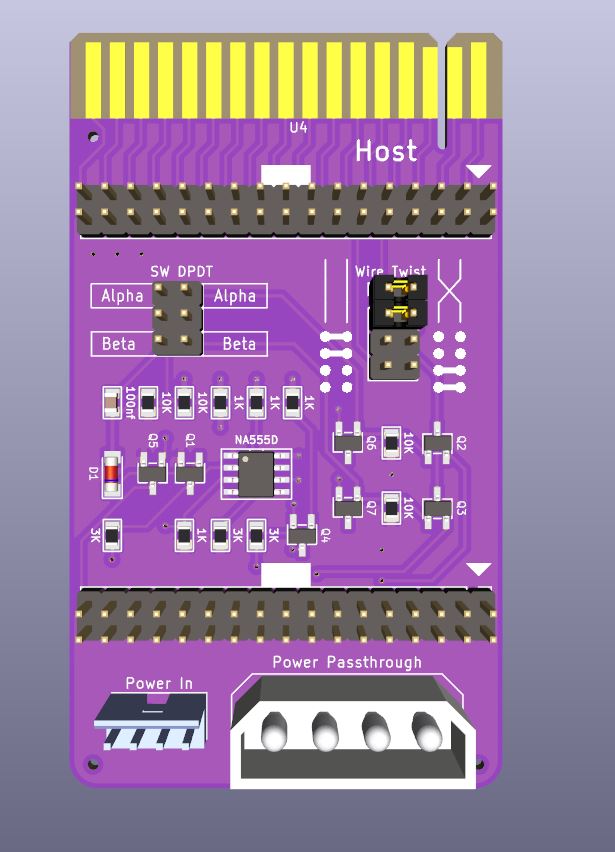 U4
Host
SW DPDT
Wire Twist
Alpha
Alpha
Beta
Beta
100nf
10K
10K
1K
1K
1K
D1
Q5
Q1
NA555D
Q6
10K
Q2
Q7
10K
Q3
3K
1K
3K
3K
Q4
Power Passthrough
Power In